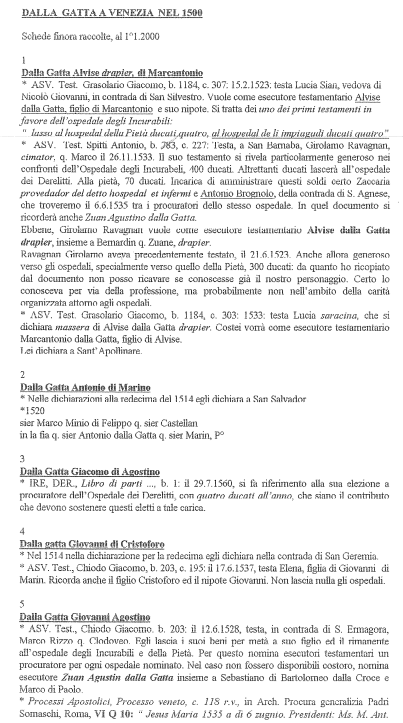 DALLA GATTA A VENEZIA NEL 1500
Schede finora raccolte, al 1°1.2000
1
Dalla Gatta Alvise drapier, di Marcantonio
* ASV. Test. Grasolario Giacomo, b. 1184, c. 307: 15.2.1523: testa Lucia Sian, vedova di
Nicolò Giovanni, in contrada di San Silvestro. Vuole come esecutore testamentario Alvise
dalla Gatta, figlio di Marcantonio e suo nipote. Si tratta dei uno dei primi testamenti in
favore dell'ospedale degli Incurabili:
" lasso al hospedal della Pietà ducati quatro, al hospedal de li impiagadi ducati quatro"
* ASV. Test. Spitti Antonio, b. 783, c. 227: Testa, a San Barnaba, Girolamo Ravagnan,
cimator, q. Marco il 26.11.1533. Il suo testamento si rivela particolarmente generoso nei
confronti dell'Ospedale degli Incurabeli, 400 ducati. Altrettanti ducati lascerà all'ospedale
dei Derelitti. Alla pietà, 70 ducati. Incarica di amministrare questi soldi certo Zaccaria
provedador del detto hospedal et infermi e Antonio Brognolo, della contrada di S. Agnese,
che troveremo il 6.6.1535 tra i procuratori dello stesso ospedale. In quel documento si
ricorderà anche Zuan Agustino dalla Gatta.
Ebbene, Girolamo Ravagnan vuole come esecutore testamentario Alvise dalla Gatta
drapier, insieme a Bernardin q. Zuane, drapier.
Ravagnan Girolamo aveva precedentemente testato, il 21.6.1523. Anche allora generoso
verso gli ospedali, specialmente verso quello della Pietà, 300 ducati: da quanto ho ricopiato
dal documento non posso ricavare se conoscesse già il nostro personaggio. Certo lo
conosceva per via della professione, ma probabilmente non nell'ambito della carità
organizzata attorno agli ospedali.
* ASV. Test. Grasolario Giacomo, b. 1184, c. 303: 1533: testa Lucia saracina, che si
dichiara massera di Alvise dalla Gatta drapier. Costei vorrà come esecutore testamentario
Marcantonio dalla Gatta, figlio di Alvise.
Lei dichiara a Sant'Apollinare.
2
Dalla Gatta Antonio di Marino
* Nelle dichiarazioni alla redecima del 1514 egli dichiara a San Salvador
*1520
sier Marco Minio di Felippo q. sier Castellan
in la fia q. sier Antonio dalla Gatta q. sier Marin, P°
3
Dalla Gatta Giacomo di Agostino
* IRE, DER., Libro di parti ..., b. 1: il 29.7.1560, si fa riferimento alla sua elezione a
procuratore dell'Ospedale dei Derelitti, con quatro ducati all'anno, che siano il contributo
che devono sostenere questi eletti a tale carica.
4
Dalla gatta Giovanni di Cristoforo
* Nel 1514 nella dichiarazione per la redecima egli dichiara nella contrada di San Geremia.
* ASV. Test., Chiodo Giacomo, b. 203, c. 195: il 17.6.1537, testa Elena, figlia di Giovanni di
Marin. Ricorda anche il figlio Cristoforo ed il nipote Giovanni. Non lascia nulla gli ospedali.
5
Dalla Gatta Giovanni Agostino
* ASV. Test., Chiodo Giacomo. b. 203: il 12.6.1528, testa, in contrada di S. Ermagora,
Marco Rizzo q. Clodoveo. Egli lascia i suoi beni per metà a suo figlio ed il rimanente
all'ospedale degli Incurabili e della Pietà. Per questo nomina esecutori testamentari un
procuratore per ogni ospedale nominato. Nel caso non fossero disponibili costoro, nomina
esecutore Zuan Agustin dalla Gatta insieme a Sebastiano di Bartolomeo dalla Croce e
Marco di Paolo.
* Processi Apostolici, Processo veneto, c. 118 r.v., in Arch. Procura generalizia Padri
Somaschi, Roma, VI Q 10: " Jesus Maria 1535 a dì 6 zugno. Presidenti: Ms. M. Ant.